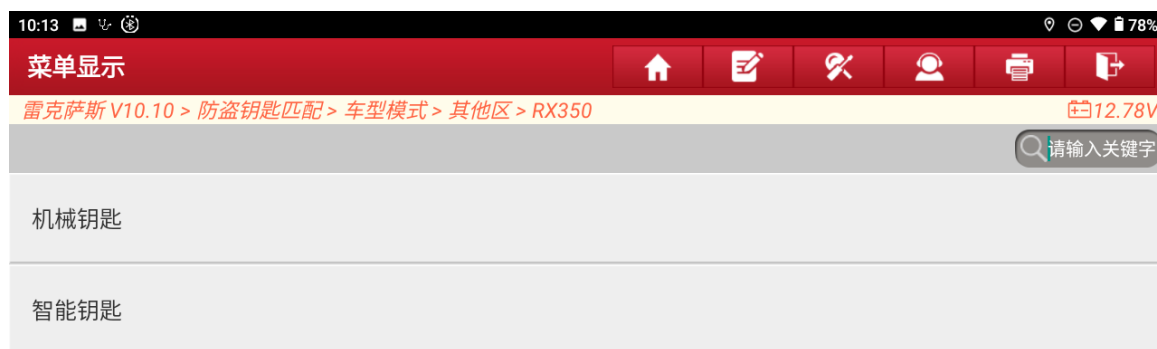 10:13 78%
菜单显示
雷克萨斯 V10.10 > 防盗钥匙匹配 > 车型模式 > 其他区 > RX350 12.78V
请输入关键字
机械钥匙
智能钥匙